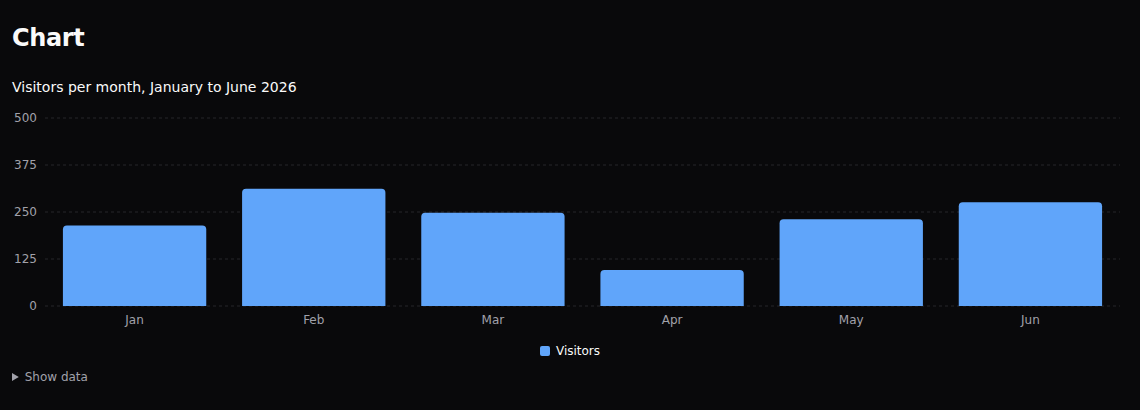 Chart
Visitors per month, January to June 2026
500
375
250
125
0
Jan Feb Mar Apr May Jun
Visitors
Show data